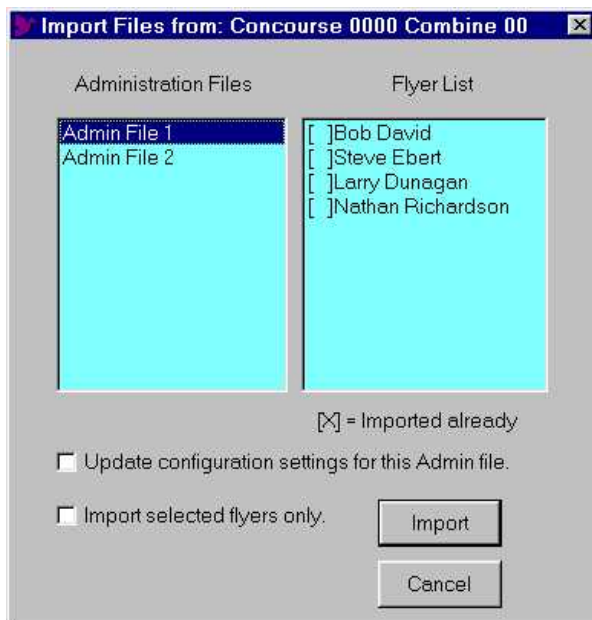 Import Files from: Concourse 0000 Combine 00
Administration Files
Flyer List
Admin File 1
Admin File 2
[ ]Bob David
[ ]Steve Ebert
[ ]Larry Dunagan
[ ]Nathan Richardson
[X] = Imported already
Update configuration settings for this Admin file.
Import selected flyers only.
Import
Cancel